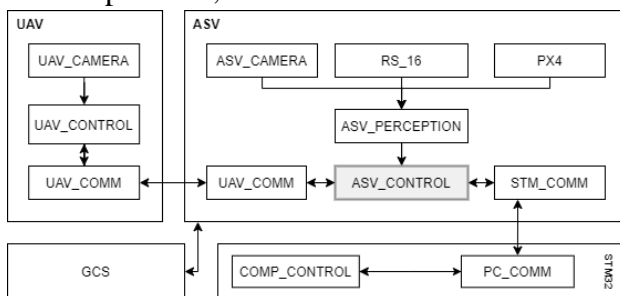 UAV
ASV
UAV_CAMERA
ASV_CAMERA
RS_16
PX4
UAV_CONTROL
ASV_PERCEPTION
UAV_COMM
UAV_COMM
ASV_CONTROL
STM_COMM
GCS
COMP_CONTROL
PC_COMM
STM32